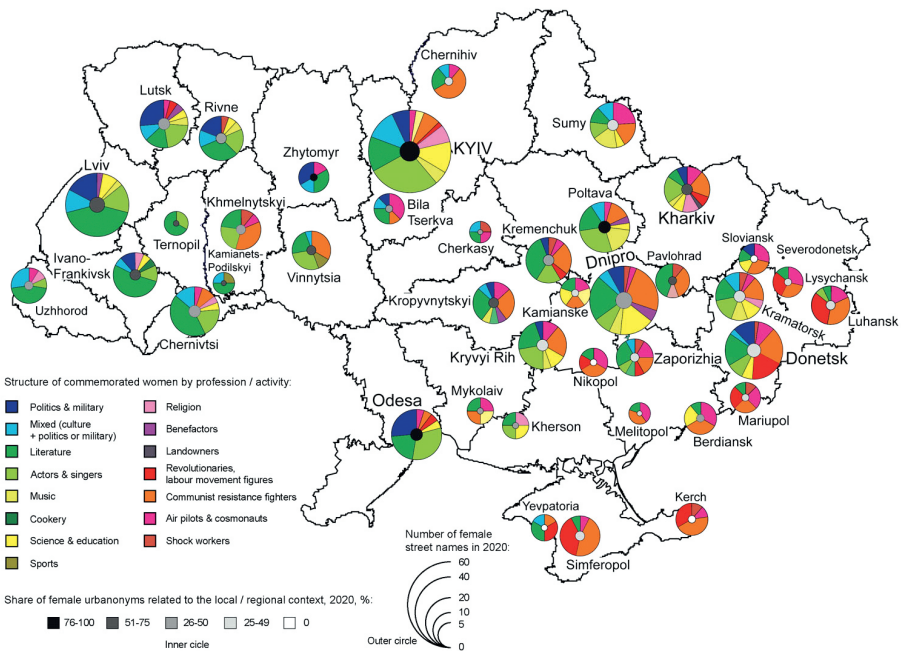 Chernihiv
Lutsk
Rivne
Sumy
KYIV
Zhytomyr
Lviv
Poltava
Kharkiv
Khmelnytskyi
Bila
Tserkva
Kremenchuk
Cherkasy
Ternopil
Dnipro
Pavlohrad
Sloviansk
Severodonetsk
Ivano-
Frankivsk
Kamianets-
Podilskyi
Vinnytsia
Lysychansk
Uzhhorod
Kropyvnytskyi
Kamianske
Kramatorsk
Luhansk
Chernivtsi
Kryvyi Rih
Zaporizhia
Donetsk
Nikopol
Structure of commemorated women by profession / activity:
Mykolaiv
Odesa
Mariupol
Politics & military
Religion
Kherson
Melitopol
Berdiansk
Mixed (culture
+ politics or military)
Benefactors
Literature
Landowners
Actors & singers
Revolutionaries,
labour movement figures
Music
Communist resistance fighters
Kerch
Cookery
Air pilots & cosmonauts
Yevpatoria
Science & education
Shock workers
Number of female
street names in 2020:
Sports
60
Simferopol
40
20
Share of female urbanonyms related to the local / regional context, 2020, %:
10
76-100
51-75
26-50
25-49
0
5
Inner cicle
Outer circle
0